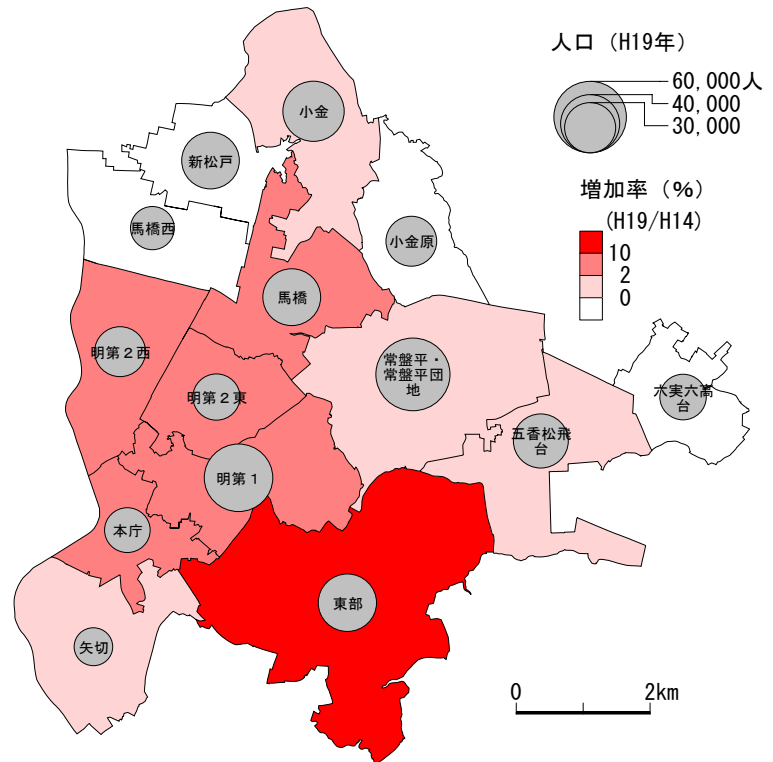 人口（H19年）
60,000人
40,000
30,000
増加率（%）
(H19/H14)
10
2
0
小金
新松戸
馬橋西
小金原
馬橋
明第２西
常盤平・
常盤平団
地
明第２東
六実六高
台
五香松飛
台
明第１
本庁
東部
矢切
0
2km